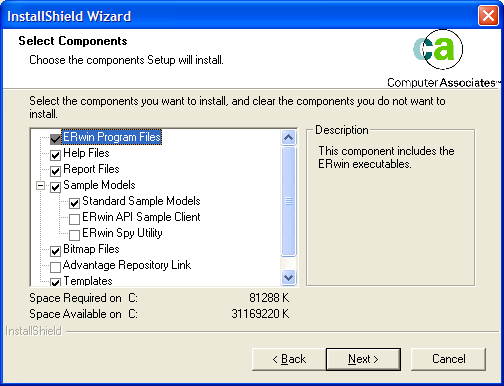 InstallShield Wizard
Select Components
Choose the components Setup will install.
ca
Computer Associates™
Select the components you want to install, and clear the components you do not want to
install.
ERwin Program Files
Help Files
Report Files
Sample Models
Standard Sample Models
ERwin API Sample Client
ERwin Spy Utility
Bitmap Files
Advantage Repository Link
Templates
Description
This component includes the
ERwin executables.
Space Required on C: 81288 K
Space Available on C: 31169220 K
InstallShield
< Back
Next >
Cancel